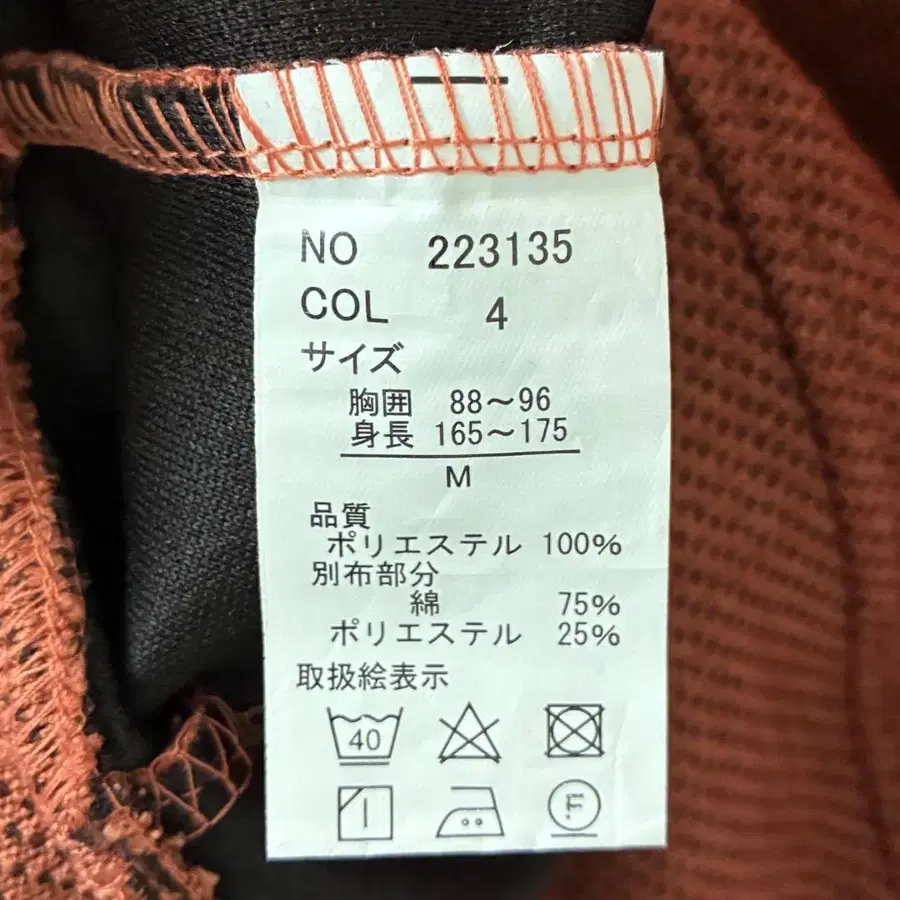 NO 223135
COL 4
サイズ
胸囲 88～96
身長 165～175
M
品質
ポリエステル 100%
別布部分
綿 75%
ポリエステル 25%
取扱絵表示
40
F